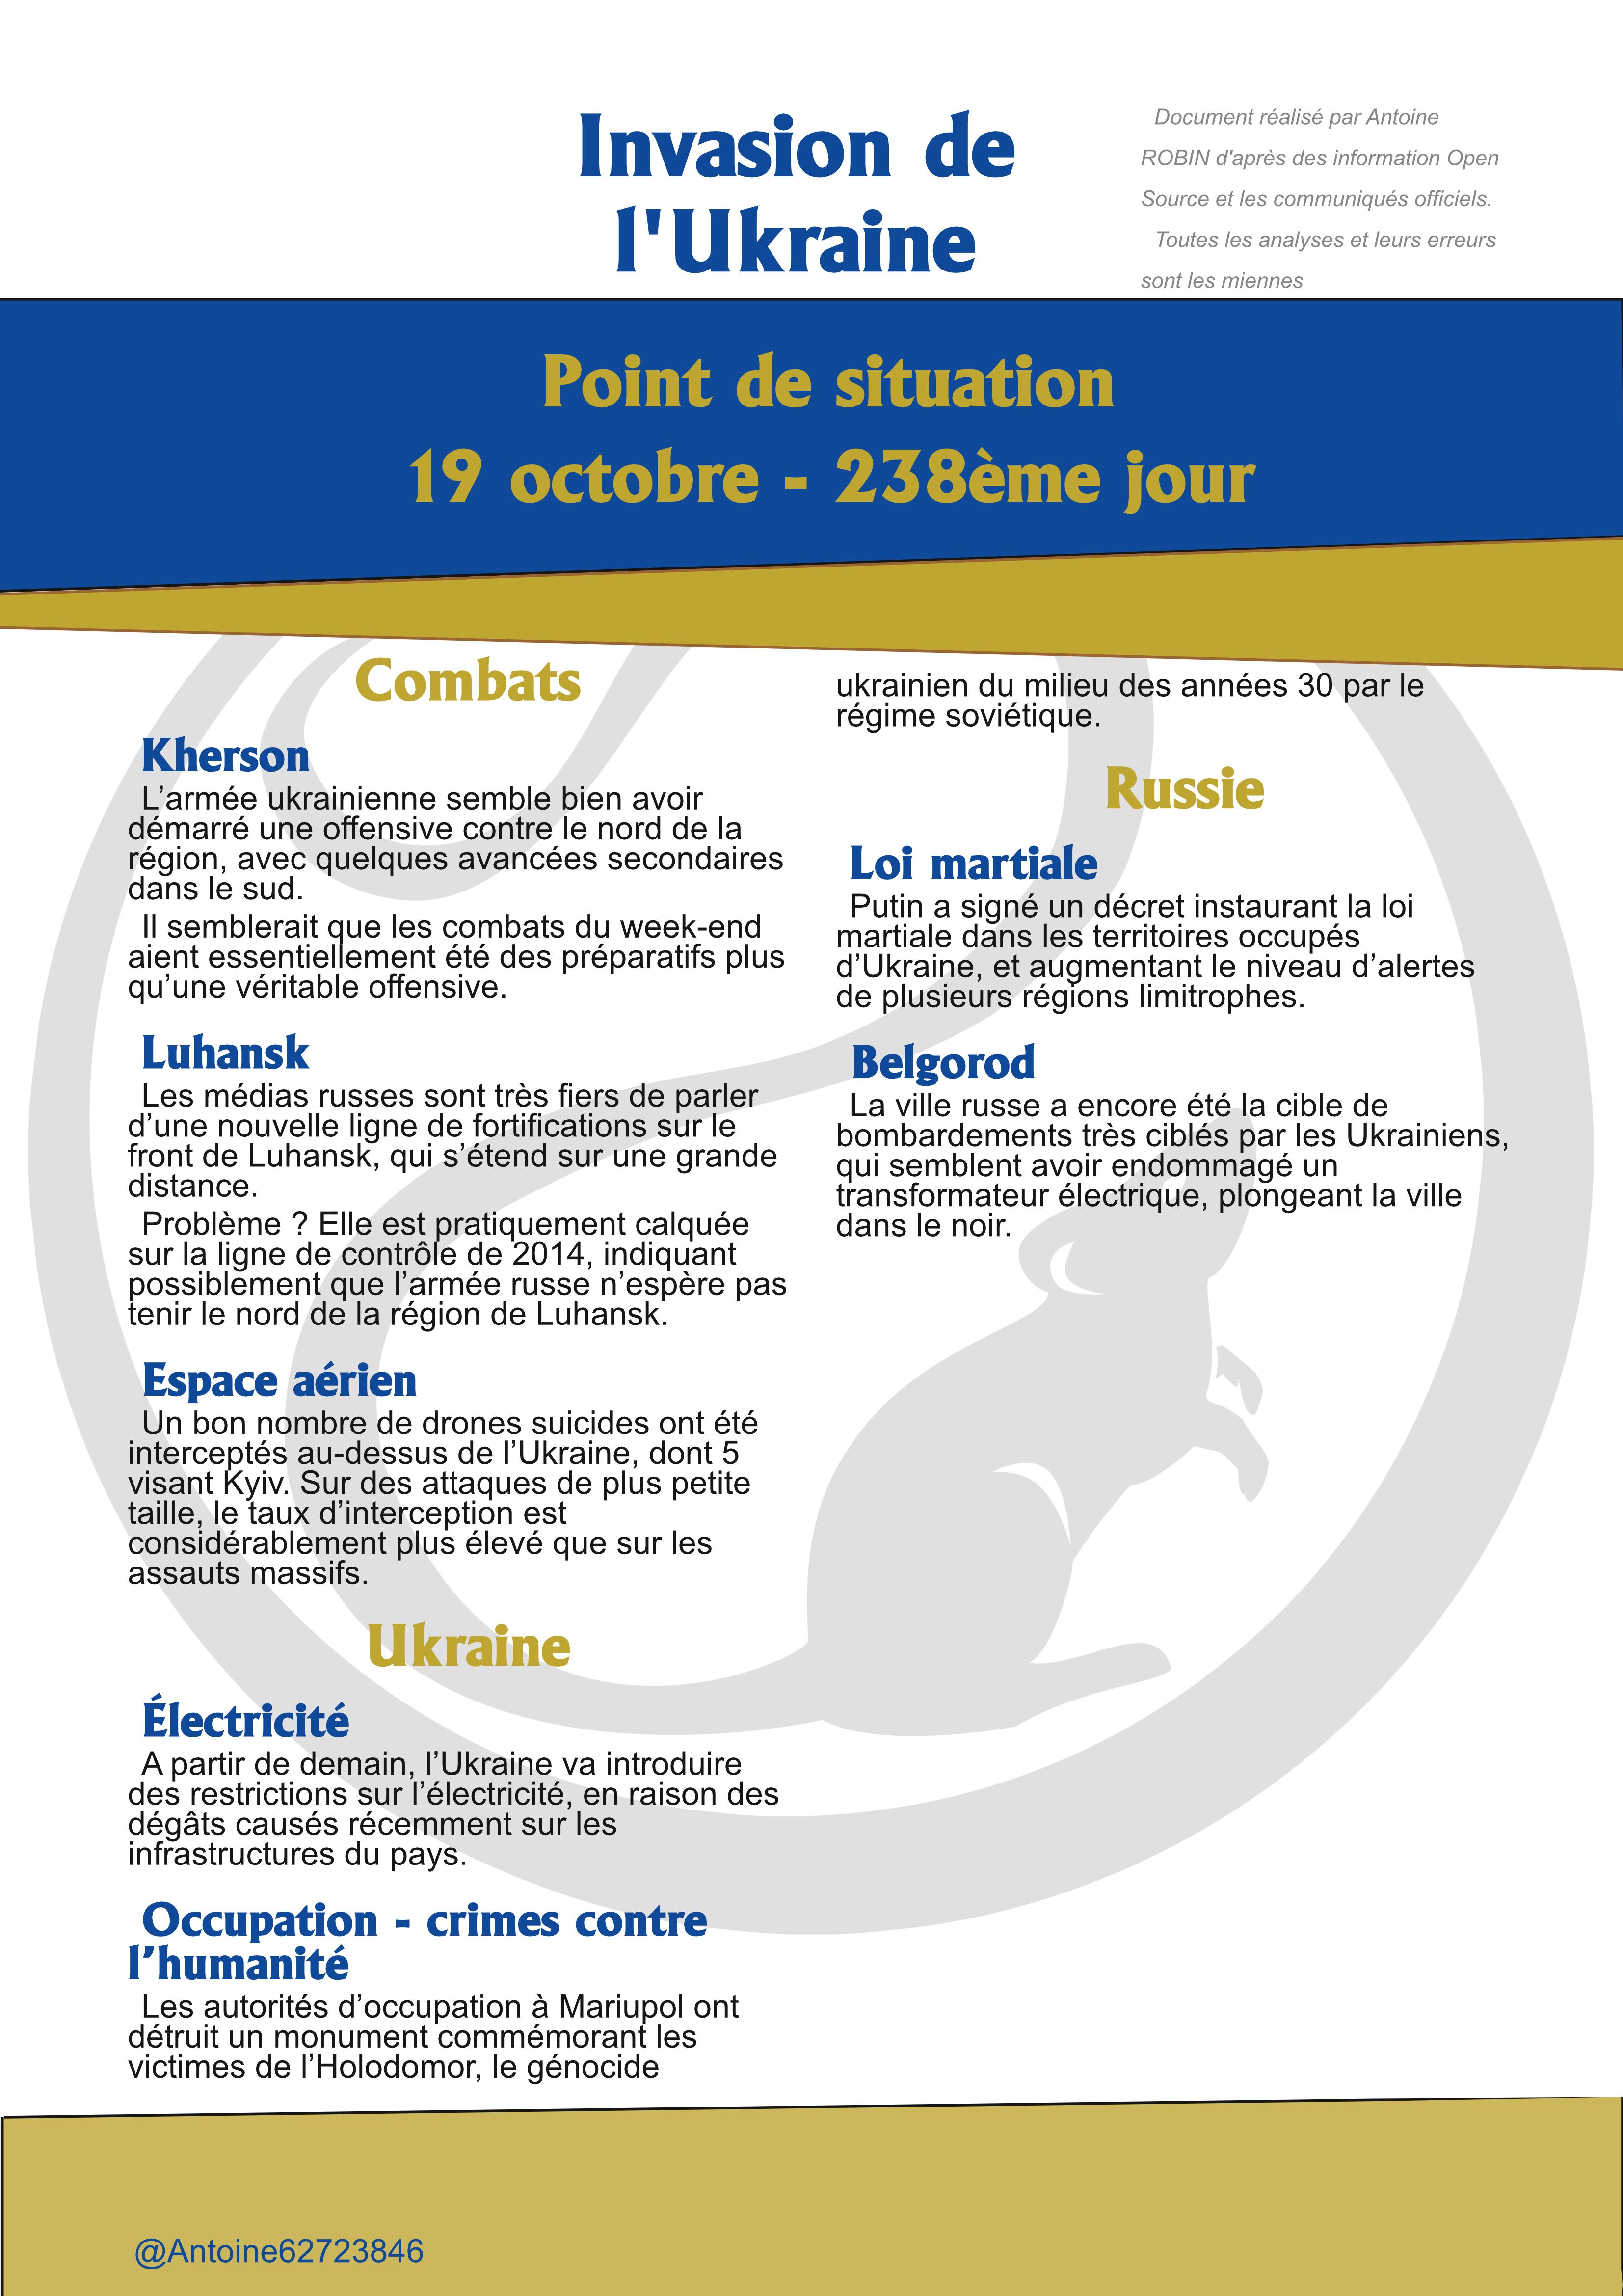 Invasion de
l'Ukraine
Document réalisé par Antoine
ROBIN d'après des information Open
Source et les communiqués officiels.
Toutes les analyses et leurs erreurs
sont les miennes
Point de situation
19 octobre - 238ème jour
Combats
Kherson
L’armée ukrainienne semble bien avoir
démarré une offensive contre le nord de la
région, avec quelques avancées secondaires
dans le sud.
Il semblerait que les combats du week-end
aient essentiellement été des préparatifs plus
qu’une véritable offensive.
Luhansk
Les médias russes sont très fiers de parler
d’une nouvelle ligne de fortifications sur le
front de Luhansk, qui s’étend sur une grande
distance.
Problème ? Elle est pratiquement calquée
sur la ligne de contrôle de 2014, indiquant
possiblement que l’armée russe n’espère pas
tenir le nord de la région de Luhansk.
Espace aérien
Un bon nombre de drones suicides ont été
interceptés au-dessus de l’Ukraine, dont 5
visant Kyiv. Sur des attaques de plus petite
taille, le taux d’interception est
considérablement plus élevé que sur les
assauts massifs.
Ukraine
Électricité
A partir de demain, l’Ukraine va introduire
des restrictions sur l’électricité, en raison des
dégâts causés récemment sur les
infrastructures du pays.
Occupation - crimes contre
l’humanité
Les autorités d’occupation à Mariupol ont
détruit un monument commémorant les
victimes de l’Holodomor, le génocide
ukrainien du milieu des années 30 par le
régime soviétique.
Russie
Loi martiale
Putin a signé un décret instaurant la loi
martiale dans les territoires occupés
d’Ukraine, et augmentant le niveau d’alertes
de plusieurs régions limitrophes.
Belgorod
La ville russe a encore été la cible de
bombardements très ciblés par les Ukrainiens,
qui semblent avoir endommagé un
transformateur électrique, plongeant la ville
dans le noir.
@Antoine62723846